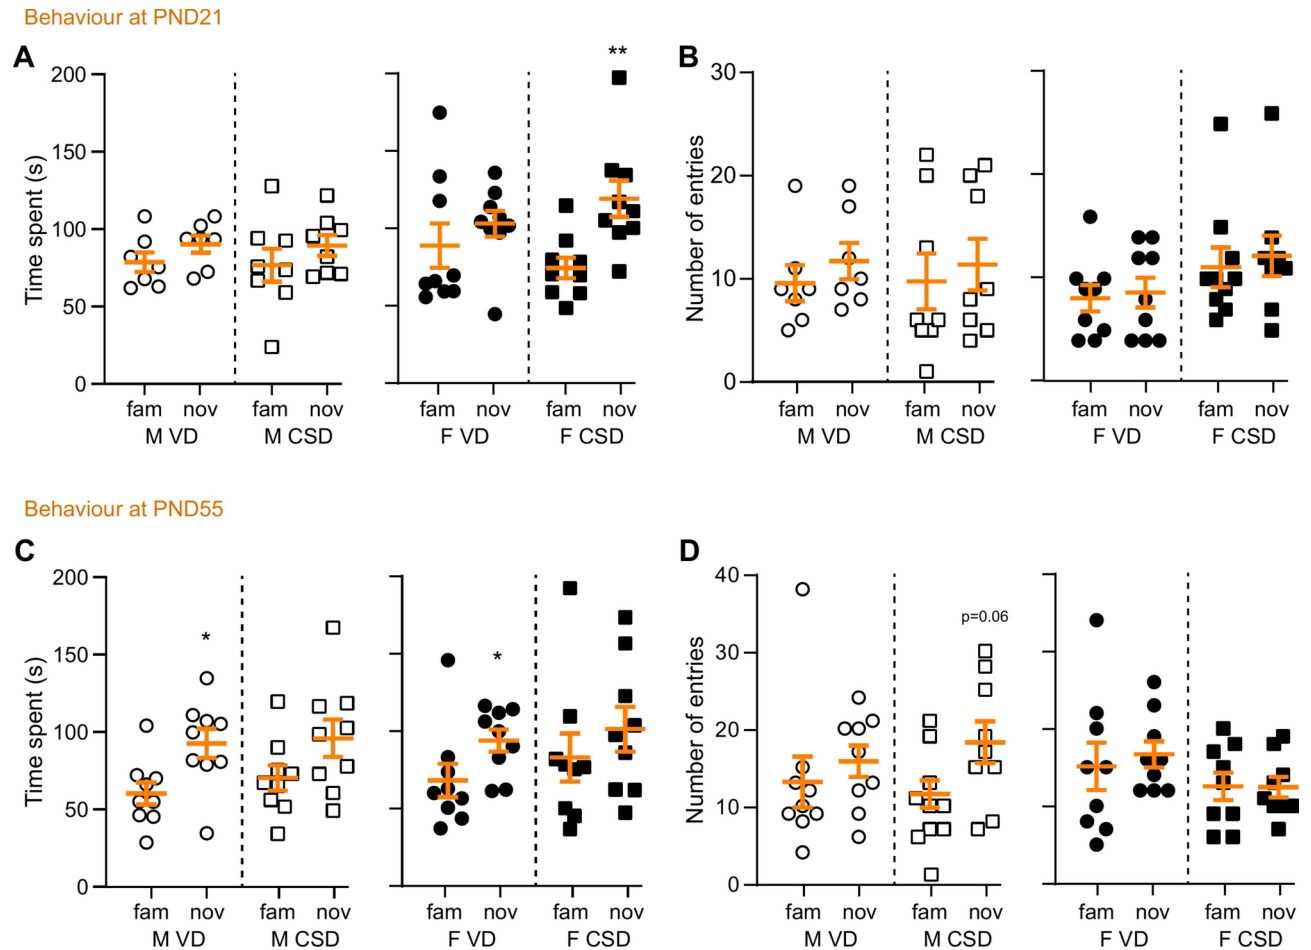 Behaviour at PND21
A
B
**
200
150
100
50
0
Time spent (s)
fam nov fam nov fam nov fam nov
M VD M CSD F VD F CSD
30
20
10
0
Number of entries
fam nov fam nov fam nov fam nov
M VD M CSD F VD F CSD
Behaviour at PND55
C
D
200
150
100
50
0
Time spent (s)
* *
fam nov fam nov fam nov fam nov
M VD M CSD F VD F CSD
40
30
20
10
0
Number of entries
p=0.06
fam nov fam nov fam nov fam nov
M VD M CSD F VD F CSD